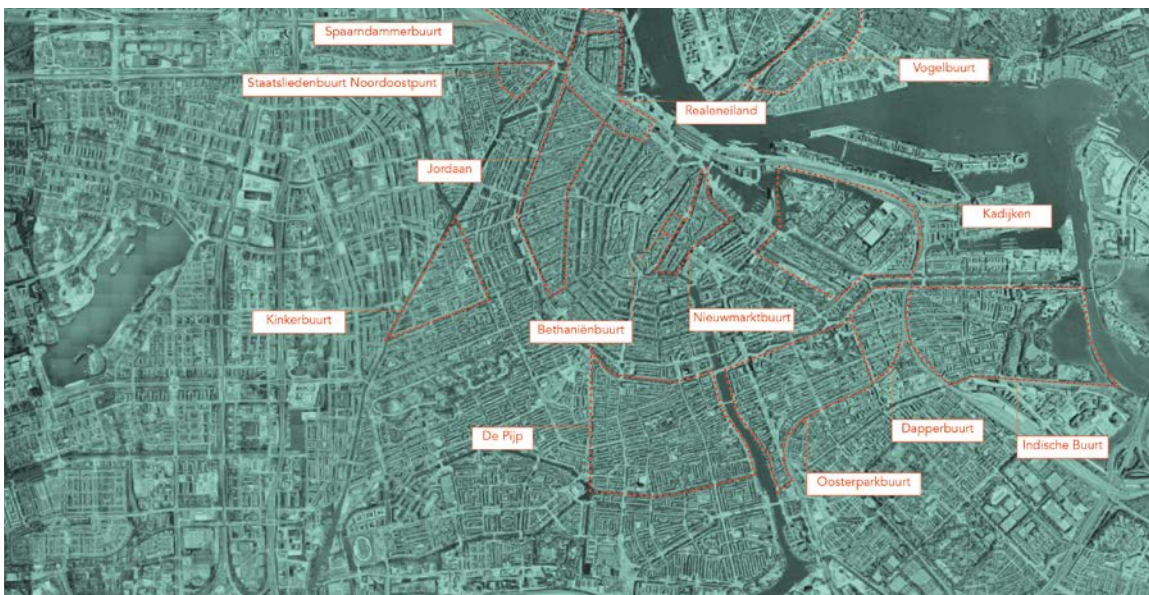 Spaarndammerbuurt
Vogelbuurt
Staatsliedenbuurt Noordoostpunt
Realeneiland
Jordaan
Kadijken
Kinkerbuurt
Bethaniënbuurt
Nieuwmarktbuurt
De Pijp
Dapperbuurt
Indische Buurt
Oosterparkbuurt